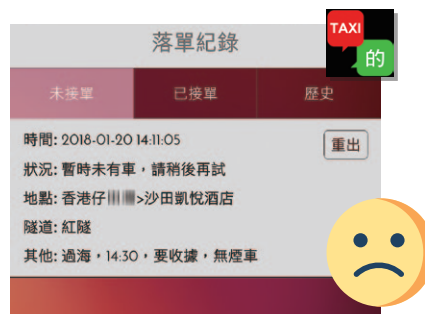 落單紀錄
TAXI
的
未接單
已接單
歷史
時間: 2018-01-20 14:11:05
重出
狀況: 暫時未有車，請稍後再試
地點: 香港仔 >沙田凱悅酒店
隧道: 紅隧
其他: 過海，14:30，要收據，無煙車